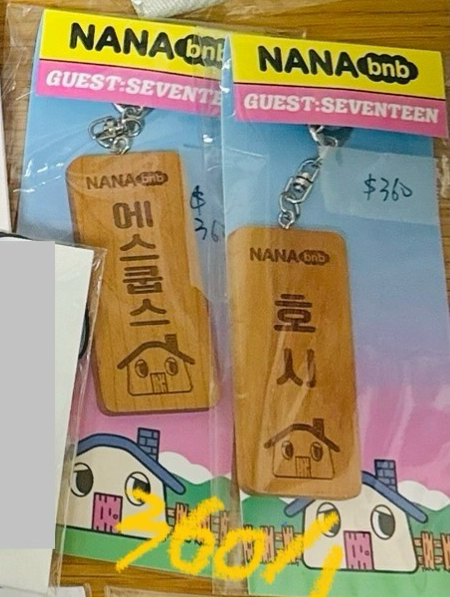 NANA bnb
GUEST:SEVENTE
NANA bnb
에스쿱스
$
36
NANA bnb
GUEST:SEVENTEEN
$360
NANA bnb
호시
360/1